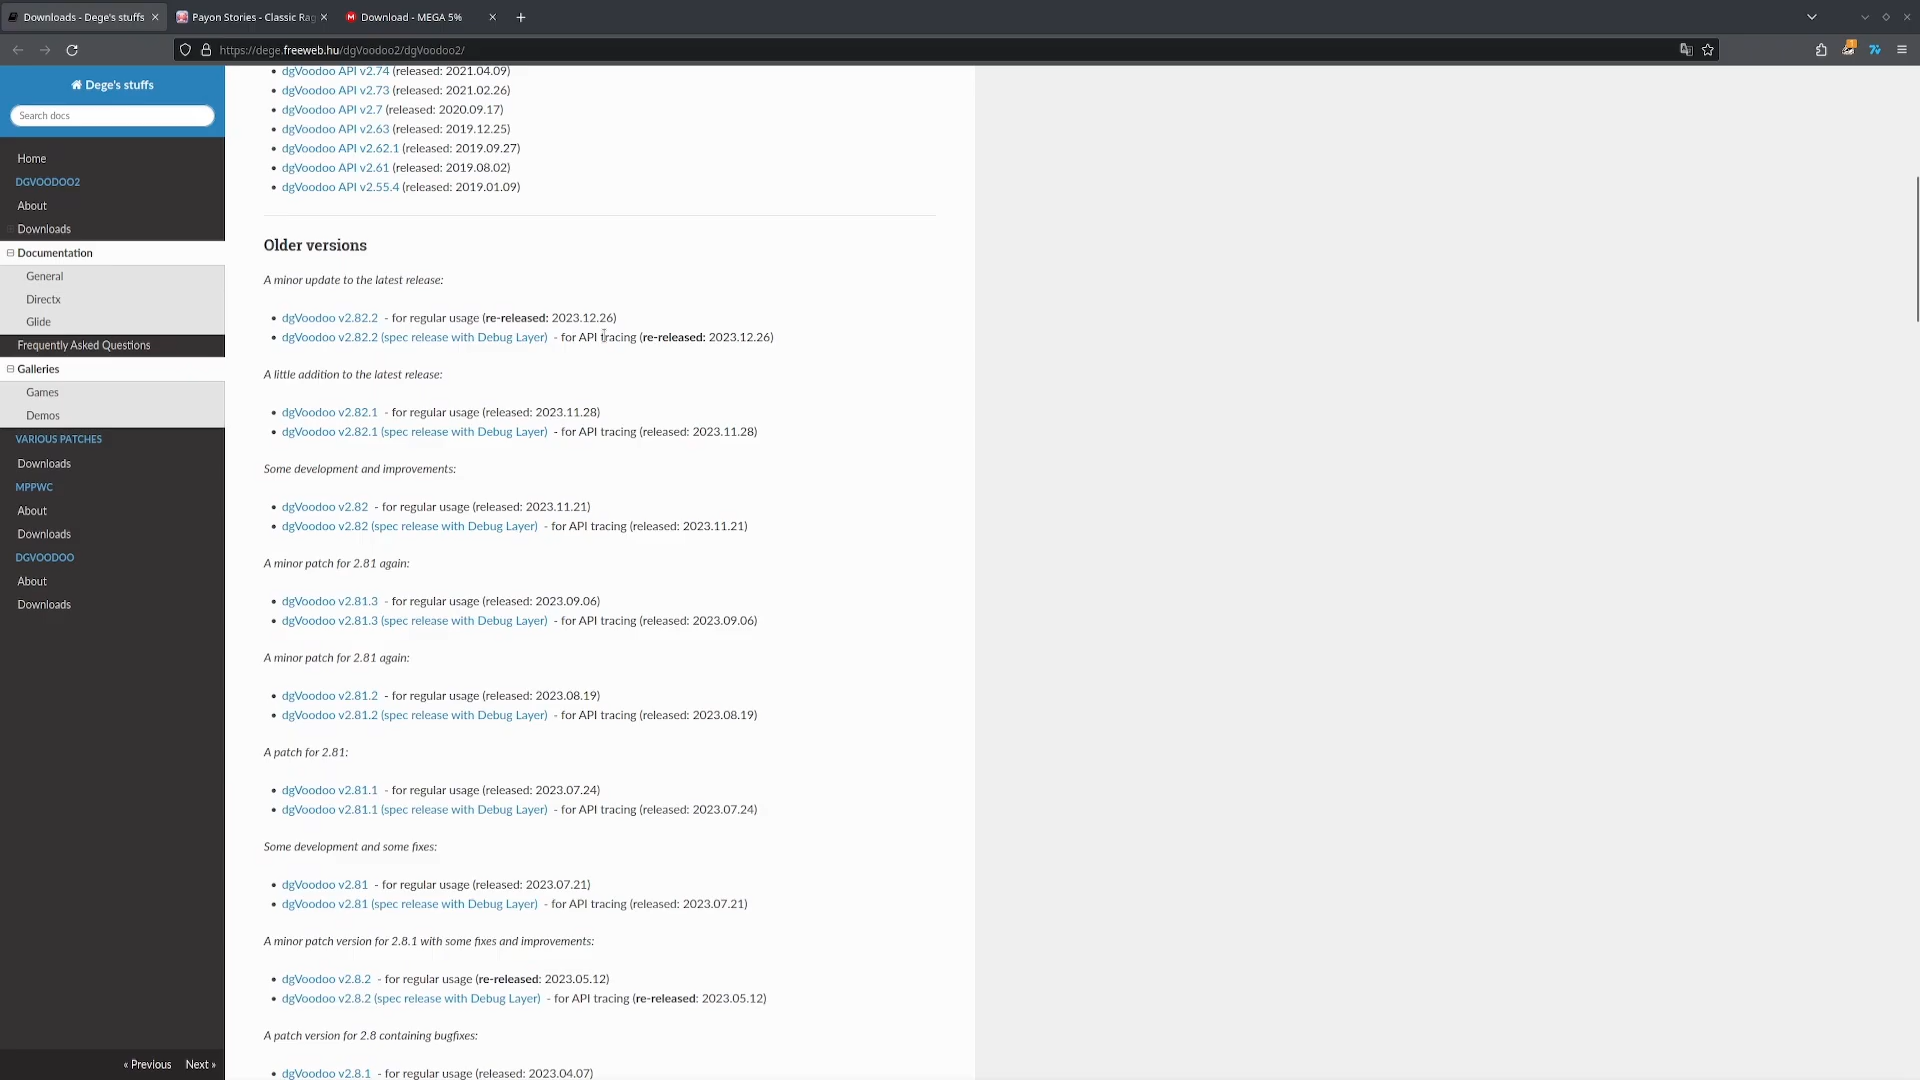 Downloads - Dege's stuffs
Payon Stories - Classic Rag
Download - MEGA 5%
https://dege.freeweb.hu/dgVoodoo2/dgVoodoo2/
Dege's stuffs
Search docs
Home
DGVOODOO2
About
Downloads
Documentation
General
Directx
Glide
Frequently Asked Questions
Galleries
Games
Demos
VARIOUS PATCHES
Downloads
MPPWC
About
Downloads
DGVOODOO
About
Downloads
« Previous Next »
dgVoodoo API v2.74 (released: 2021.04.09)
dgVoodoo API v2.73 (released: 2021.02.26)
dgVoodoo API v2.7 (released: 2020.09.17)
dgVoodoo API v2.63 (released: 2019.12.25)
dgVoodoo API v2.62.1 (released: 2019.09.27)
dgVoodoo API v2.61 (released: 2019.08.02)
dgVoodoo API v2.55.4 (released: 2019.01.09)
Older versions
A minor update to the latest release:
dgVoodoo v2.82.2 - for regular usage (re-released: 2023.12.26)
dgVoodoo v2.82.2 (spec release with Debug Layer) - for API tracing (re-released: 2023.12.26)
A little addition to the latest release:
dgVoodoo v2.82.1 - for regular usage (released: 2023.11.28)
dgVoodoo v2.82.1 (spec release with Debug Layer) - for API tracing (released: 2023.11.28)
Some development and improvements:
dgVoodoo v2.82 - for regular usage (released: 2023.11.21)
dgVoodoo v2.82 (spec release with Debug Layer) - for API tracing (released: 2023.11.21)
A minor patch for 2.81 again:
dgVoodoo v2.81.3 - for regular usage (released: 2023.09.06)
dgVoodoo v2.81.3 (spec release with Debug Layer) - for API tracing (released: 2023.09.06)
A minor patch for 2.81 again:
dgVoodoo v2.81.2 - for regular usage (released: 2023.08.19)
dgVoodoo v2.81.2 (spec release with Debug Layer) - for API tracing (released: 2023.08.19)
A patch for 2.81:
dgVoodoo v2.81.1 - for regular usage (released: 2023.07.24)
dgVoodoo v2.81.1 (spec release with Debug Layer) - for API tracing (released: 2023.07.24)
Some development and some fixes:
dgVoodoo v2.81 - for regular usage (released: 2023.07.21)
dgVoodoo v2.81 (spec release with Debug Layer) - for API tracing (released: 2023.07.21)
A minor patch version for 2.8.1 with some fixes and improvements:
dgVoodoo v2.8.2 - for regular usage (re-released: 2023.05.12)
dgVoodoo v2.8.2 (spec release with Debug Layer) - for API tracing (re-released: 2023.05.12)
A patch version for 2.8 containing bugfixes:
dgVoodoo v2.8.1 - for regular usage (released: 2023.04.07)